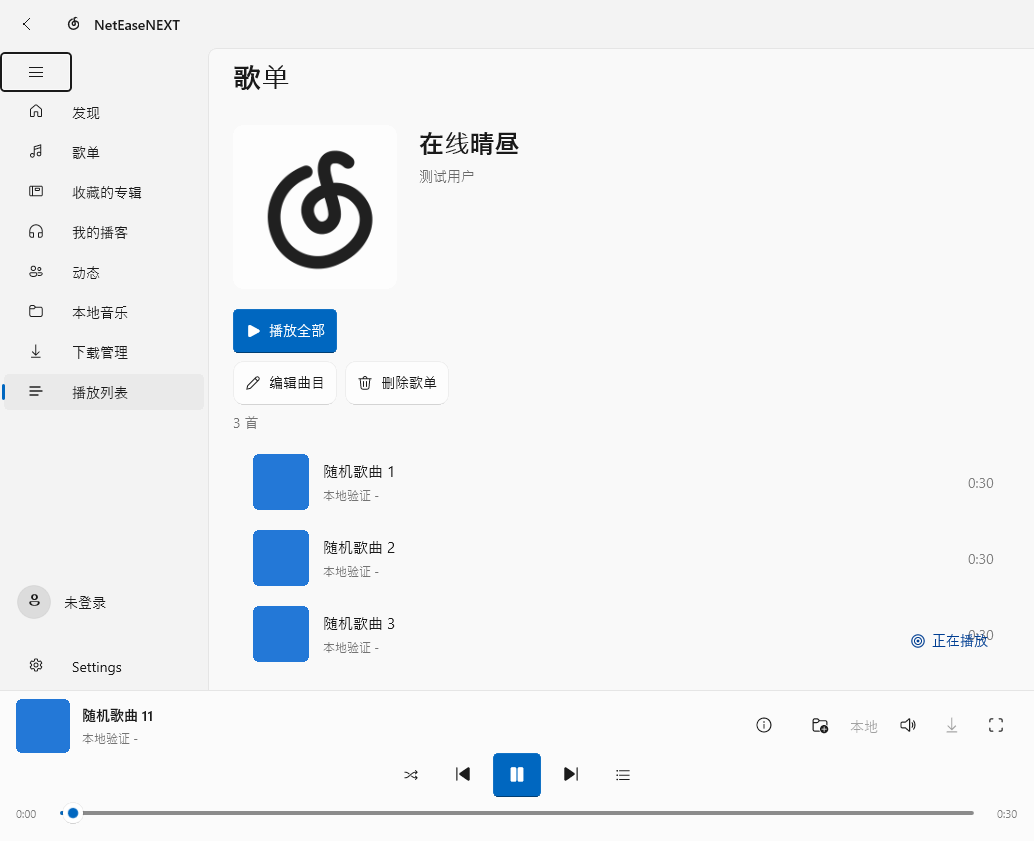 NetEaseNEXT
发现
歌单
收藏的专辑
我的播客
动态
本地音乐
下载管理
播放列表
未登录
Settings
歌单
在线晴昼
测试用户
播放全部
编辑曲目
删除歌单
3 首
随机歌曲 1
本地验证 -
0:30
随机歌曲 2
本地验证 -
0:30
随机歌曲 3
本地验证 -
0:30
正在播放
随机歌曲 11
本地验证 -
本地
0:00
0:30